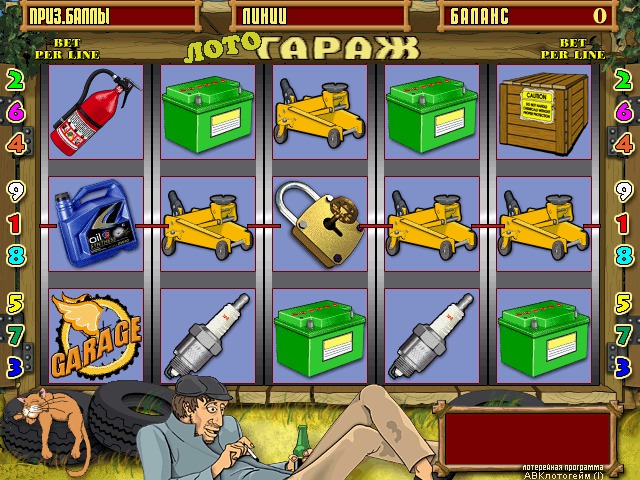 ПРИЗ.БАЛЛЫ
ЛИНИИ
БАЛАНС 0
BET PER LINE
ЛОТО ГАРАЖ
BET PER LINE
2 2
6 6
4 4
CAUTION
9 9
1 1
8 8
oil
5 5
7 7
3 3
GARAGE
лотерейная программа
АВКлотогейм (I)